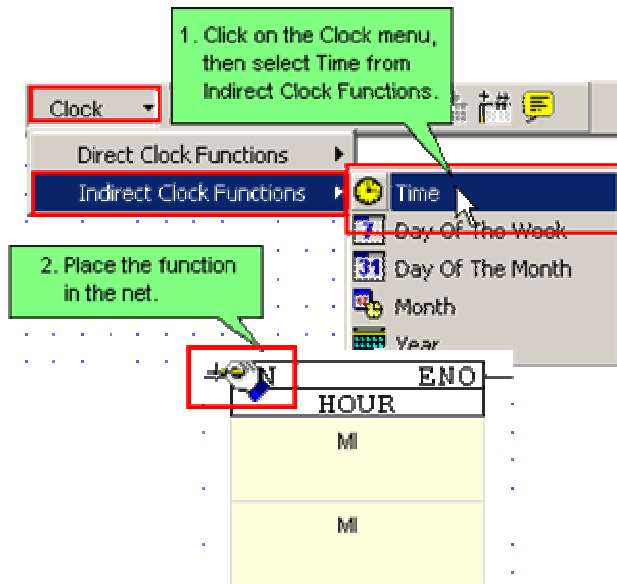 1. Click on the Clock menu,
then select Time from
Indirect Clock Functions.
Clock
Direct Clock Functions
Indirect Clock Functions
Time
Day Of The Week
Day Of The Month
Month
Year
2. Place the function
in the net.
N ENO
HOUR
MI
MI